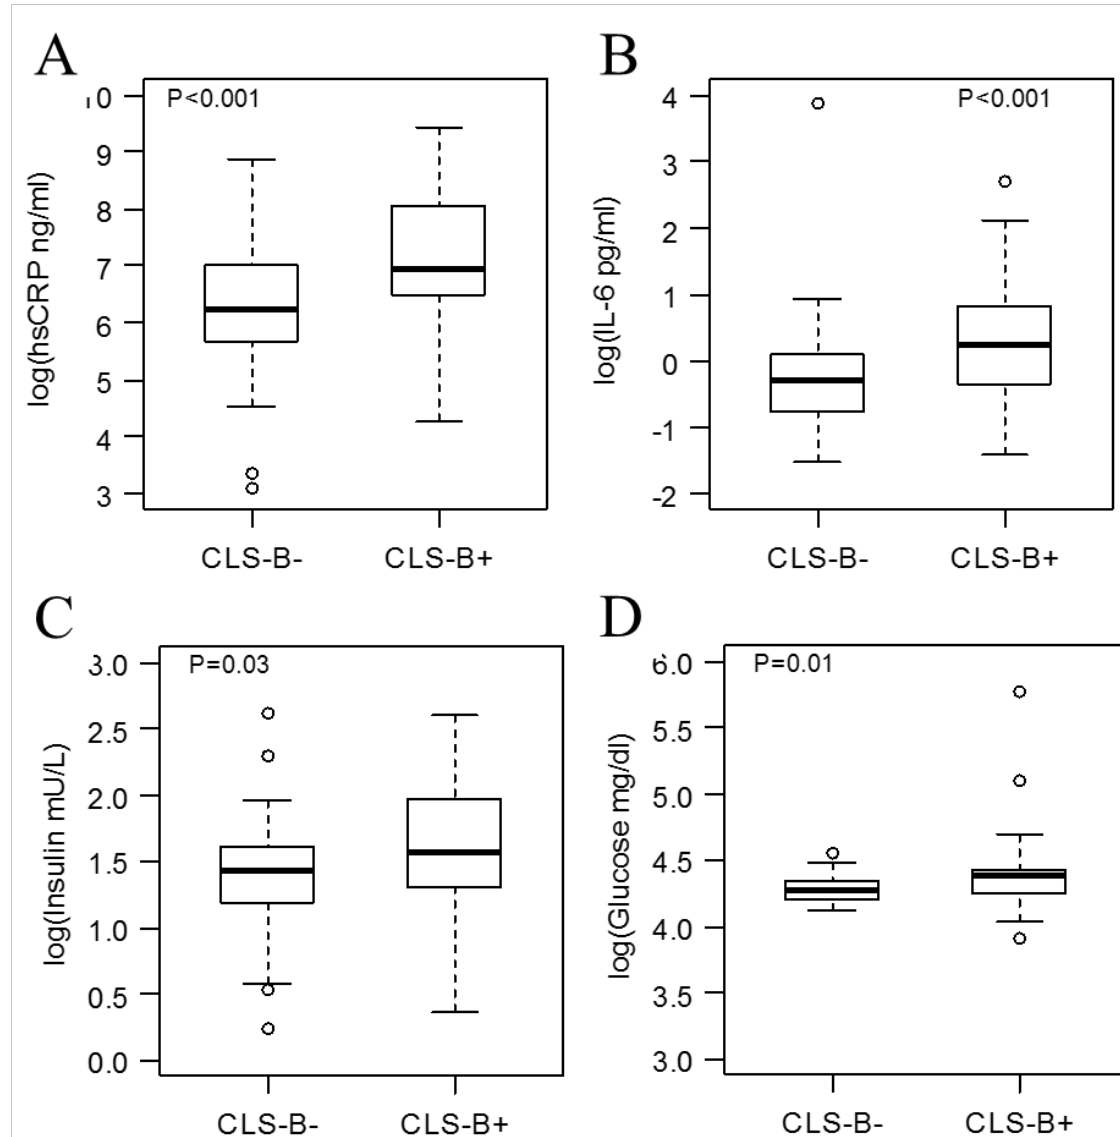 A
P<0.001
10
9
8
7
6
5
4
3
log(hsCRP ng/ml)
CLS-B-
CLS-B+
B
P<0.001
4
3
2
1
0
-1
-2
log(IL-6 pg/ml)
CLS-B-
CLS-B+
C
P=0.03
3.0
2.5
2.0
1.5
1.0
0.5
0.0
log(Insulin mU/L)
CLS-B-
CLS-B+
D
P=0.01
6.0
5.5
5.0
4.5
4.0
3.5
3.0
log(Glucose mg/dl)
CLS-B-
CLS-B+